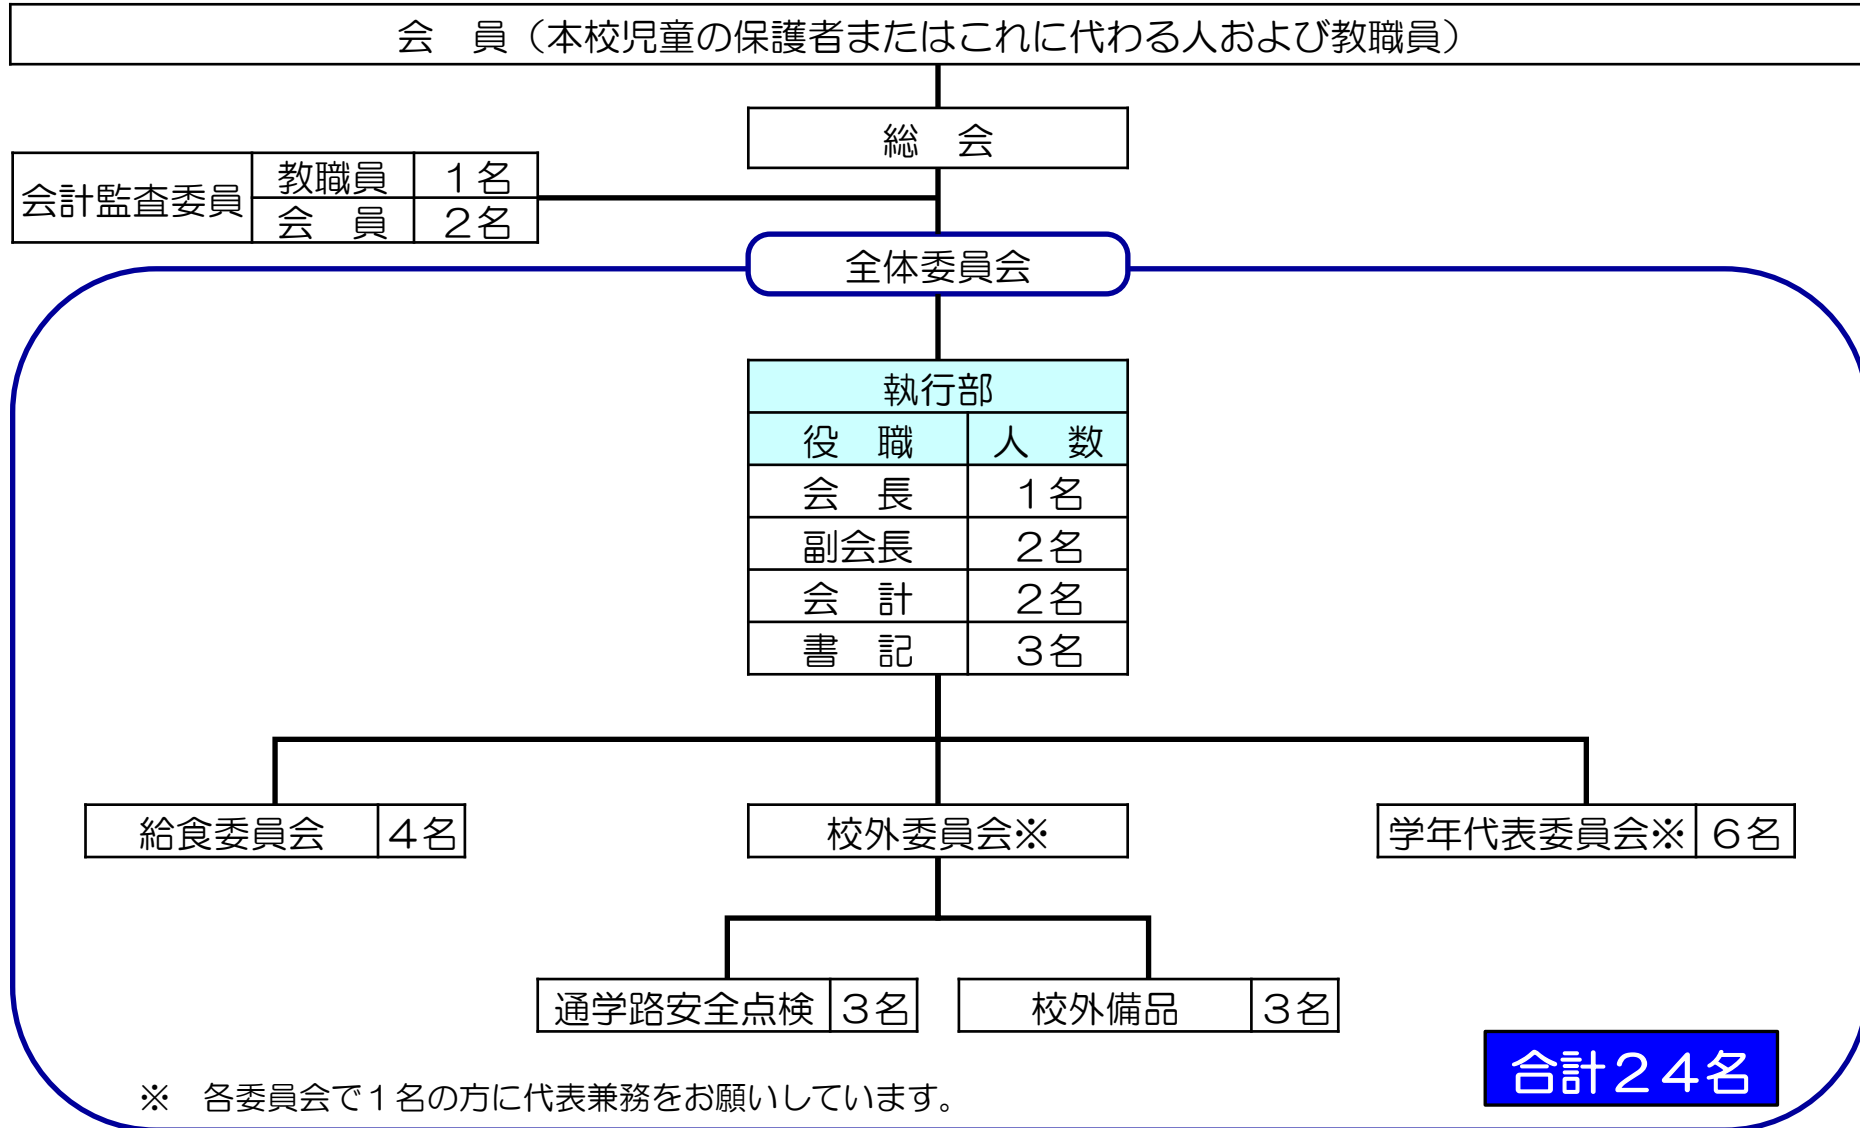 会　員（本校児童の保護者またはこれに代わる人および教職員）
総　会
会計監査委員
教職員　１名
会　員　２名
全体委員会
執行部
役　職　人　数
会　長　１名
副会長　２名
会　計　２名
書　記　３名
給食委員会　４名
校外委員会※
学年代表委員会※　６名
通学路安全点検　３名
校外備品　３名
合計２４名
※　各委員会で１名の方に代表兼務をお願いしています。